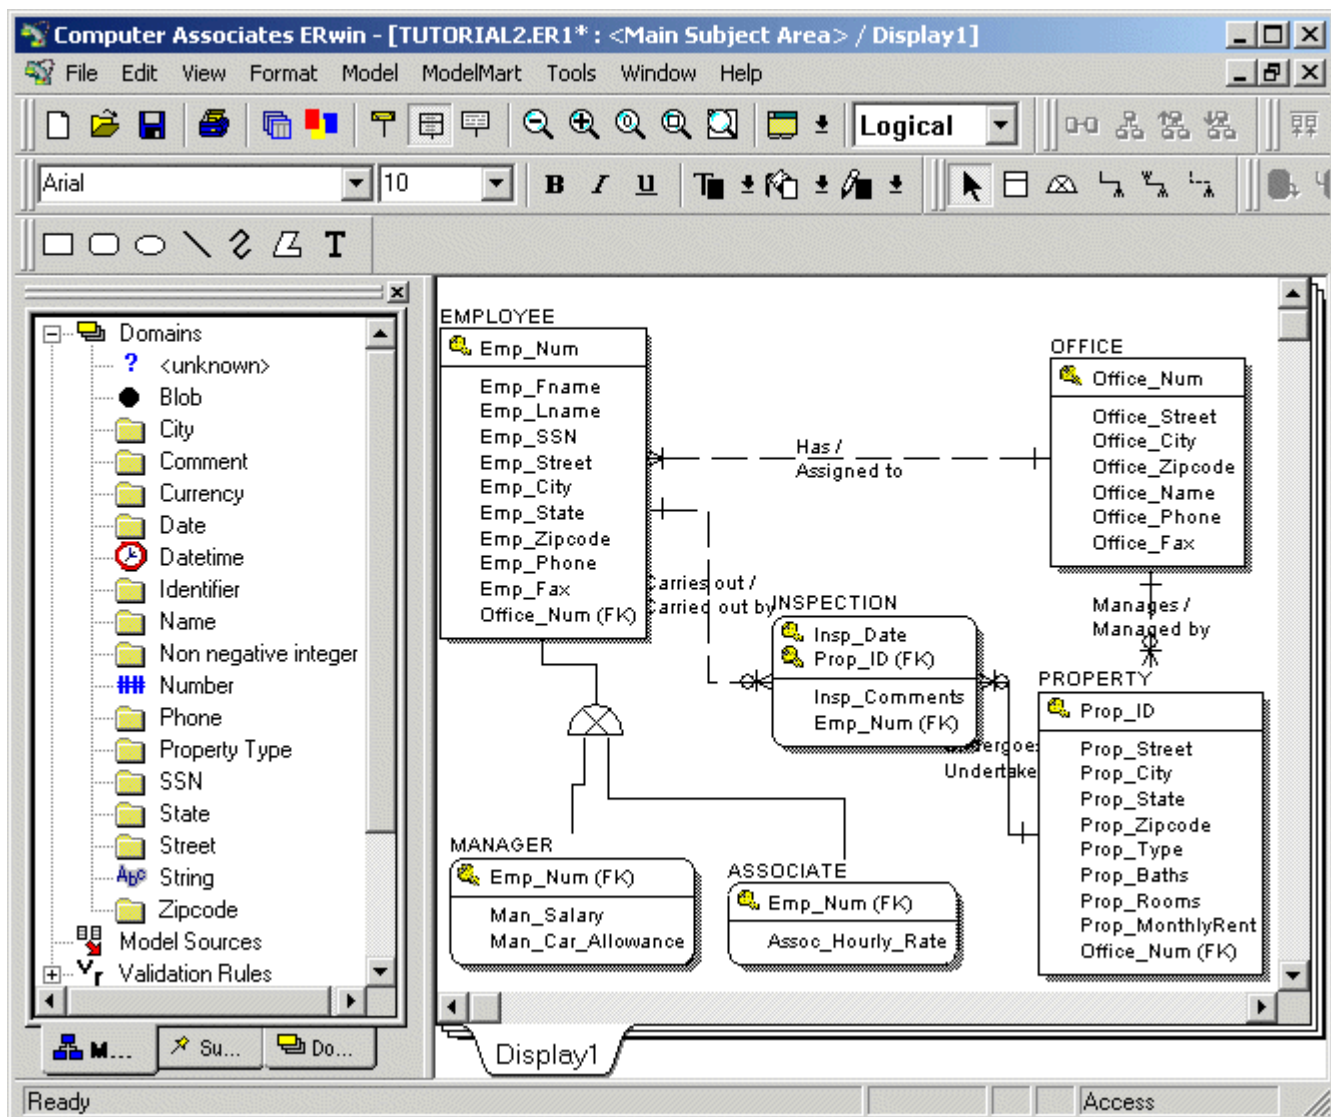 Computer Associates ERwin - [TUTORIAL2.ER1* : <Main Subject Area> / Display1]
File Edit View Format Model ModelMart Tools Window Help
Logical
Arial 10 B I U
T
Domains
? <unknown>
Blob
City
Comment
Currency
Date
Datetime
Identifier
Name
Non negative integer
Number
Phone
Property Type
SSN
State
Street
String
Zipcode
Model Sources
Validation Rules
M... Su... Do...
EMPLOYEE
Emp_Num
Emp_Fname
Emp_Lname
Emp_SSN
Emp_Street
Emp_City
Emp_State
Emp_Zipcode
Emp_Phone
Emp_Fax
Office_Num (FK)
Has /
Assigned to
OFFICE
Office_Num
Office_Street
Office_City
Office_Zipcode
Office_Name
Office_Phone
Office_Fax
Carries out /
Carried out by
INSPECTION
Insp_Date
Prop_ID (FK)
Insp_Comments
Emp_Num (FK)
Manages /
Managed by
PROPERTY
Prop_ID
Prop_Street
Prop_City
Prop_State
Prop_Zipcode
Prop_Type
Prop_Baths
Prop_Rooms
Prop_MonthlyRent
Office_Num (FK)
Undertake
MANAGER
Emp_Num (FK)
Man_Salary
Man_Car_Allowance
ASSOCIATE
Emp_Num (FK)
Assoc_Hourly_Rate
Display1
Ready
Access